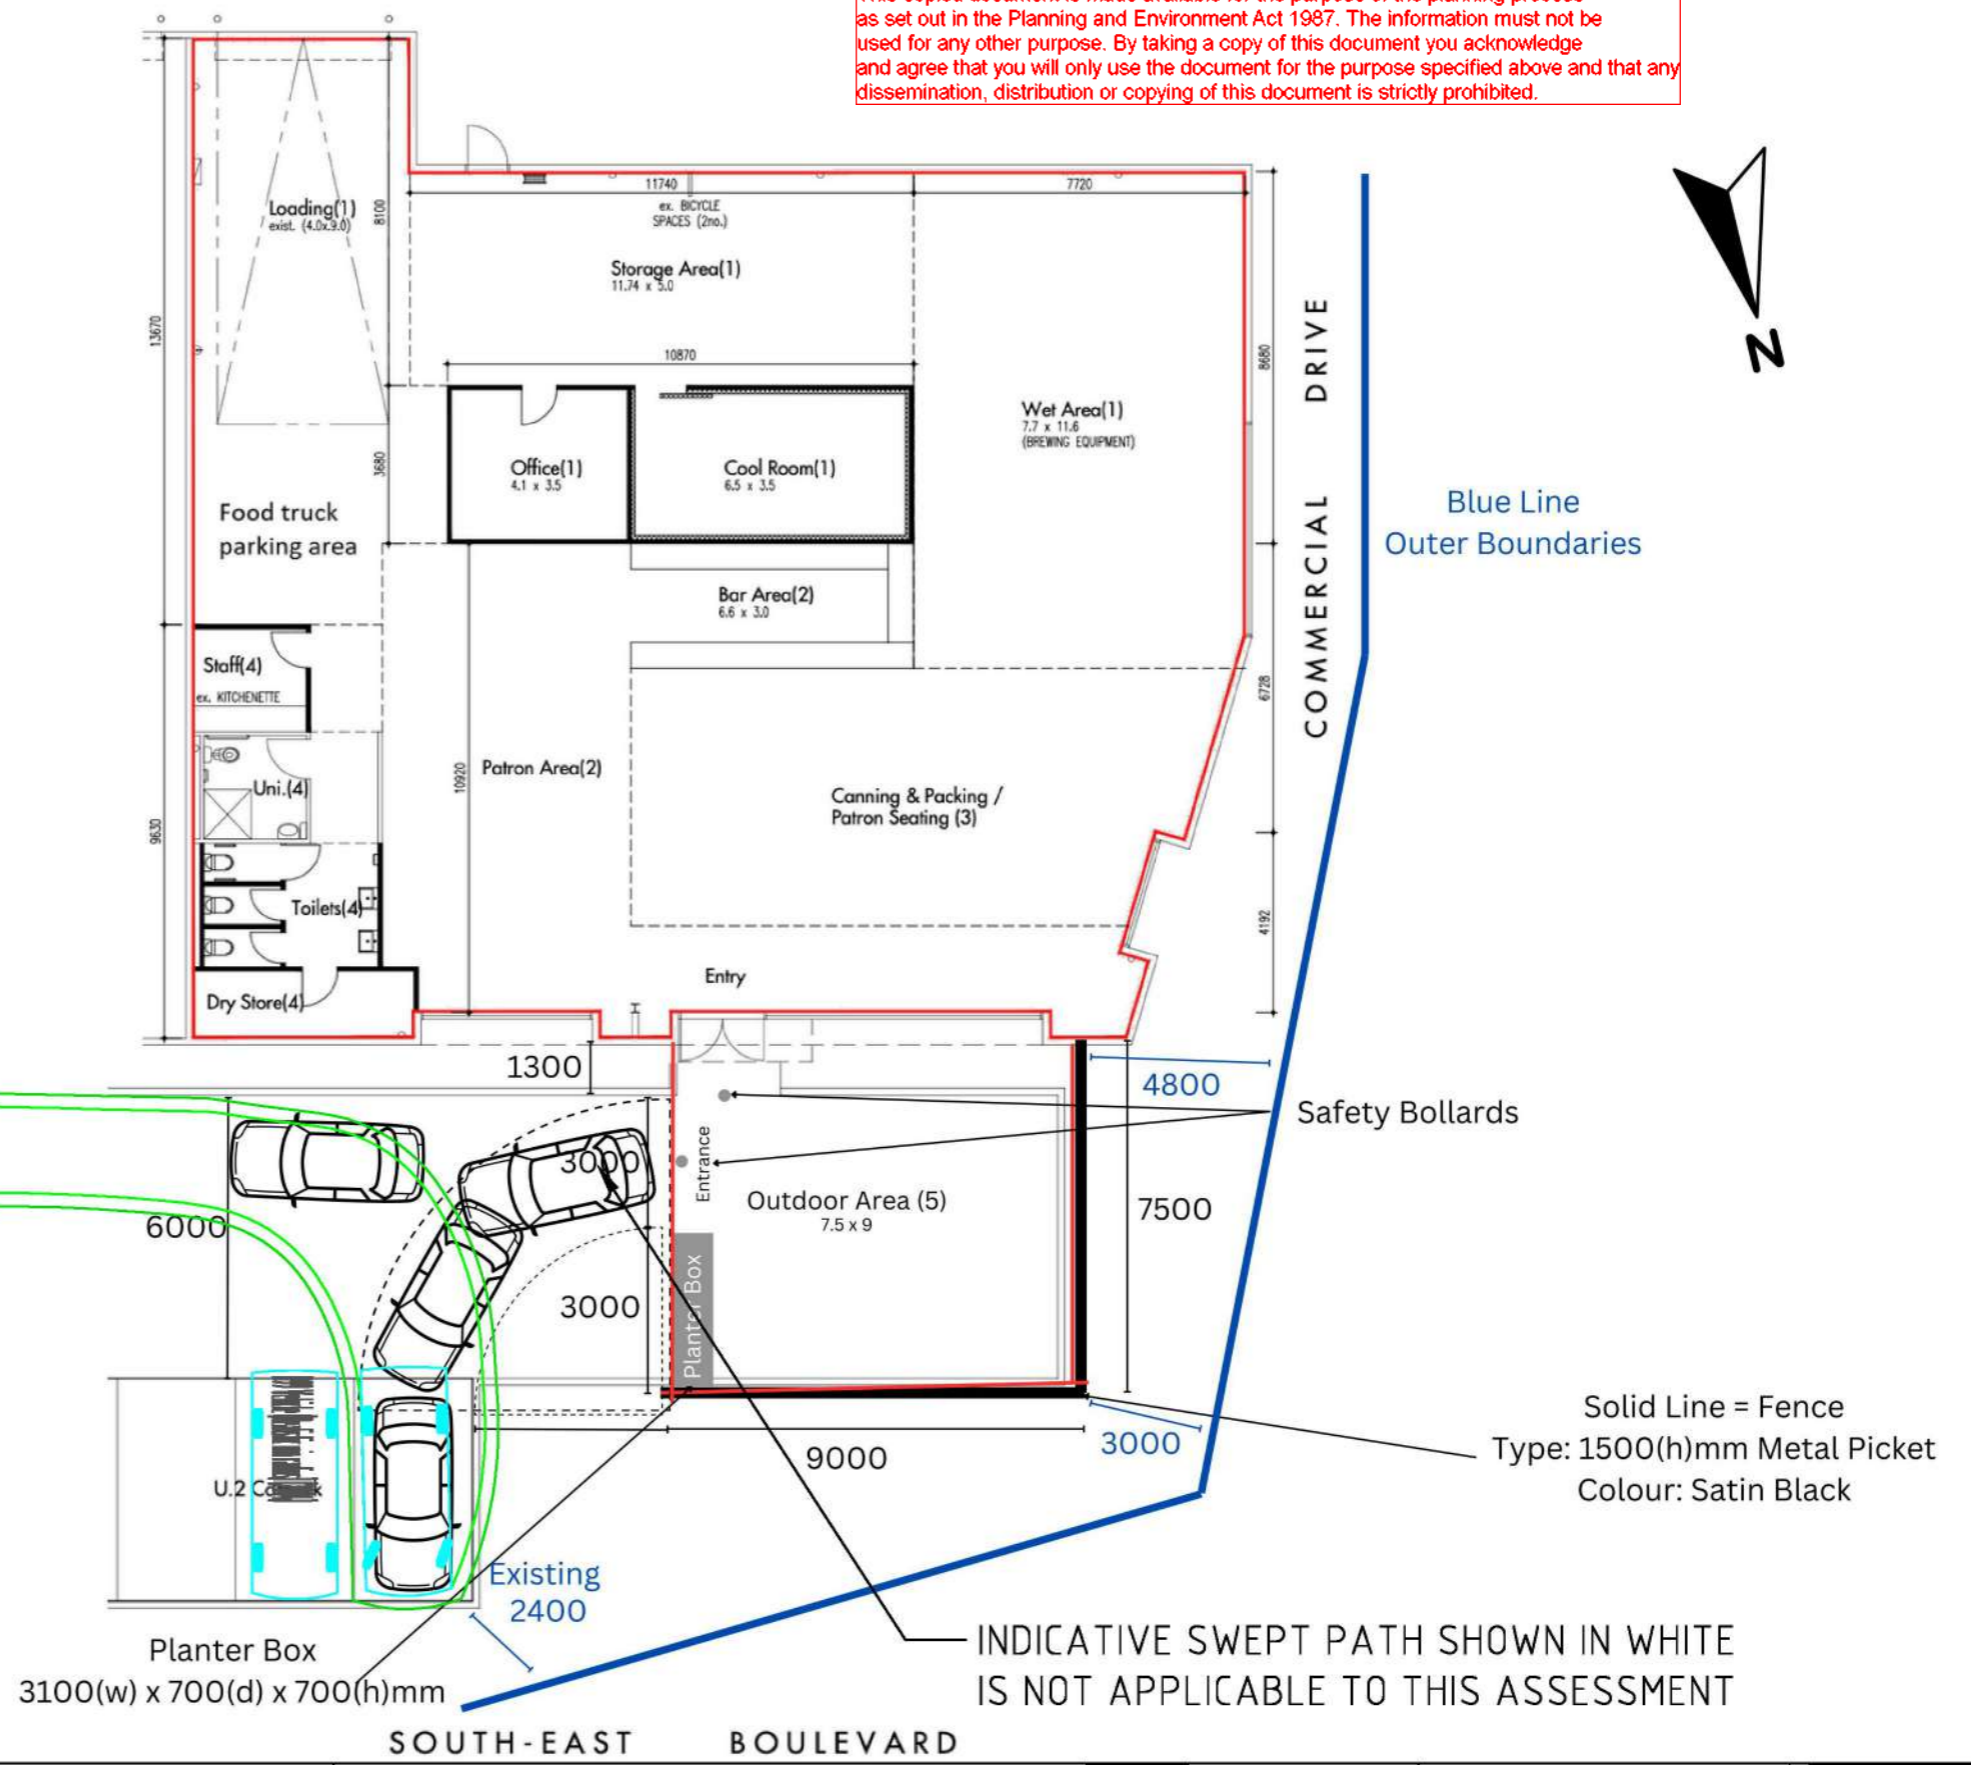 as set out in the Planning and Environment Act 1987. The information must not be
used for any other purpose. By taking a copy of this document you acknowledge
and agree that you will only use the document for the purpose specified above and that any
dissemination, distribution or copying of this document is strictly prohibited.
11740
7720
ex. BICYCLE
SPACES (2no.)
Loading(1)
exist. (4.0x9.0)
8100
Storage Area(1)
11.74 x 5.0
13670
10870
8680
COMMERCIAL DRIVE
N
Wet Area(1)
7.7 x 11.6
(BREWING EQUIPMENT)
Office(1)
4.1 x 3.5
Cool Room(1)
6.5 x 3.5
3680
Food truck
parking area
Blue Line
Outer Boundaries
Bar Area(2)
6.6 x 3.0
Staff(4)
ex. KITCHENETTE
6728
Patron Area(2)
10920
Uni.(4)
Canning & Packing /
Patron Seating (3)
9630
Toilets(4)
4192
Entry
Dry Store(4)
1300
4800
Safety Bollards
Entrance
3000
Outdoor Area (5)
7.5 x 9
7500
6000
Planter Box
3000
9000
3000
Solid Line = Fence
Type: 1500(h)mm Metal Picket
Colour: Satin Black
U.2
Existing
2400
Planter Box
3100(w) x 700(d) x 700(h)mm
INDICATIVE SWEPT PATH SHOWN IN WHITE
IS NOT APPLICABLE TO THIS ASSESSMENT
SOUTH-EAST BOULEVARD